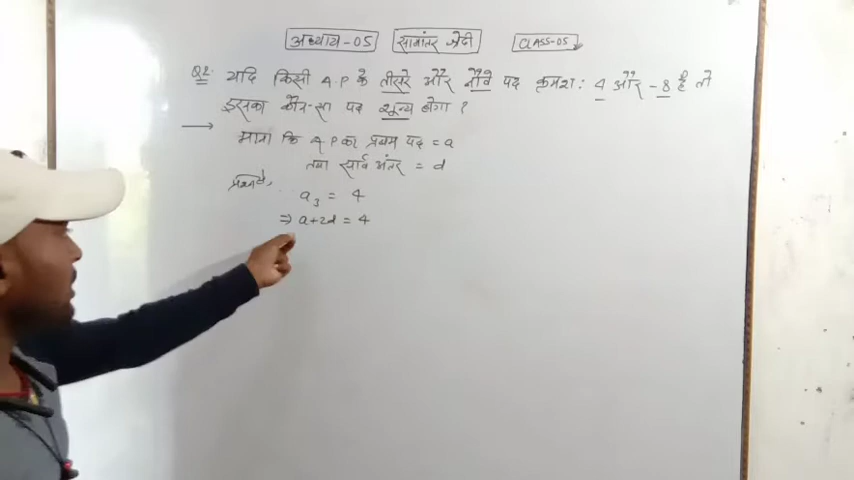 अध्याय-05 समांतर श्रेढ़ी CLASS-05
Q2. यदि किसी A P के तीसरे और नौवें पद क्रमशः 4 और -8 है तो
इसका कौन-सा पद शून्य होगा ?
→ माना कि A P का प्रथम पद = a
तथा सार्व अंतर = d
प्रश्न से,
a₃ = 4
⇒ a+2d = 4